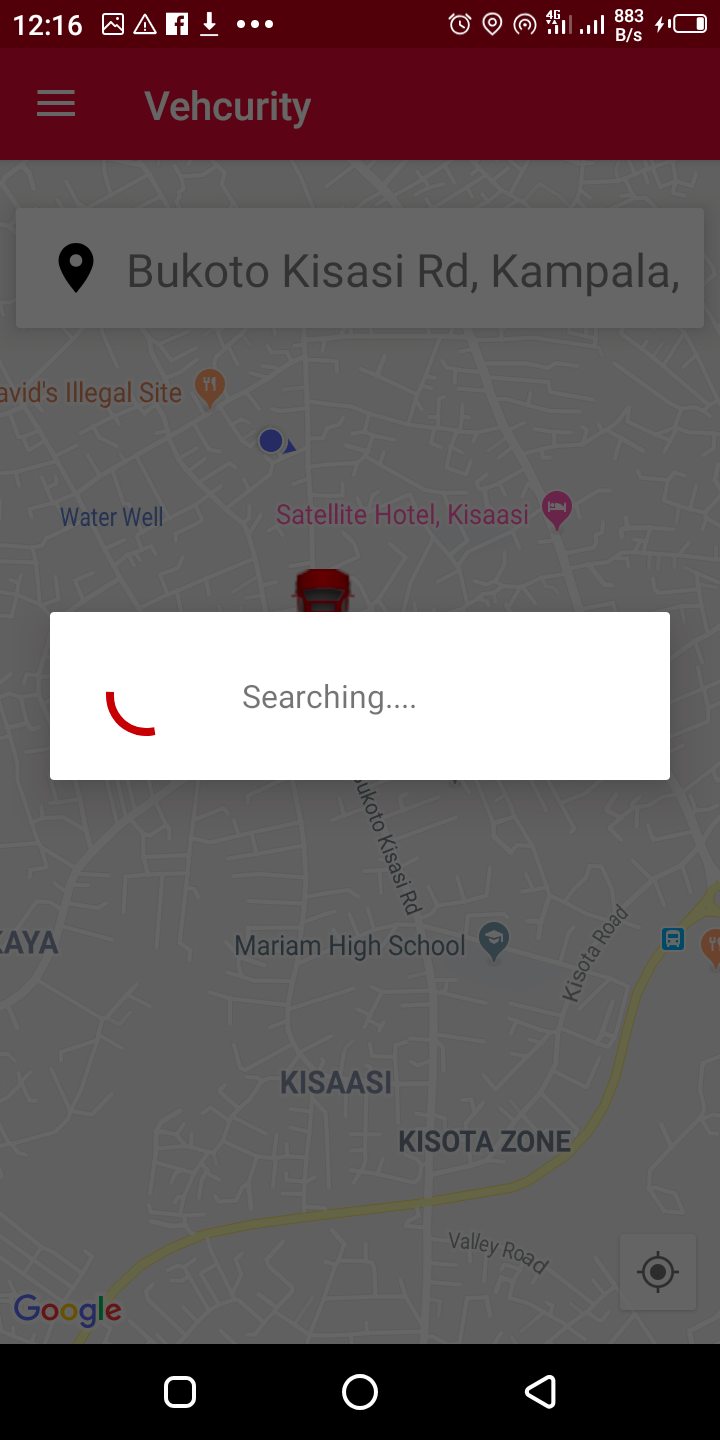 12:16
4G
883
B/s
Vehcurity
Bukoto Kisasi Rd, Kampala,
avid's Illegal Site
Water Well
Satellite Hotel, Kisaasi
Searching....
Bukoto Kisasi Rd
KAYA
Mariam High School
Kisota Road
KISAASI
KISOTA ZONE
Valley Road
Google